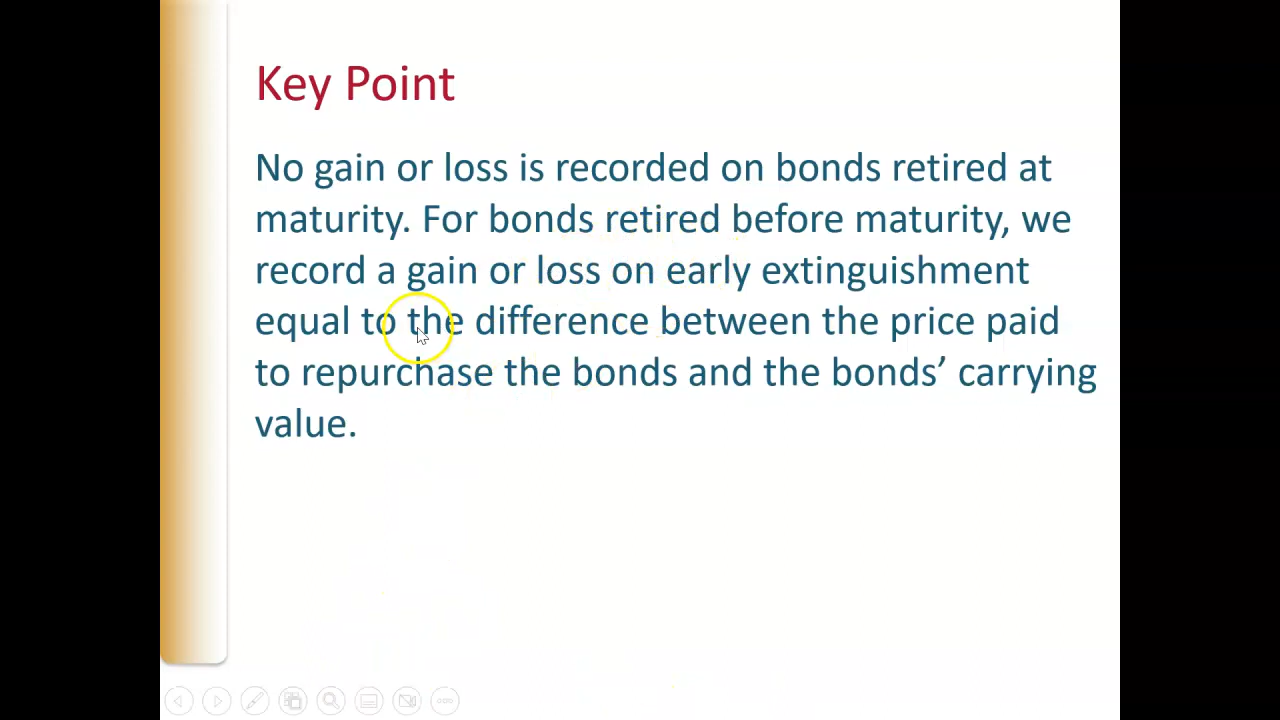 Key Point
No gain or loss is recorded on bonds retired at
maturity. For bonds retired before maturity, we
record a gain or loss on early extinguishment
equal to the difference between the price paid
to repurchase the bonds and the bonds’ carrying
value.